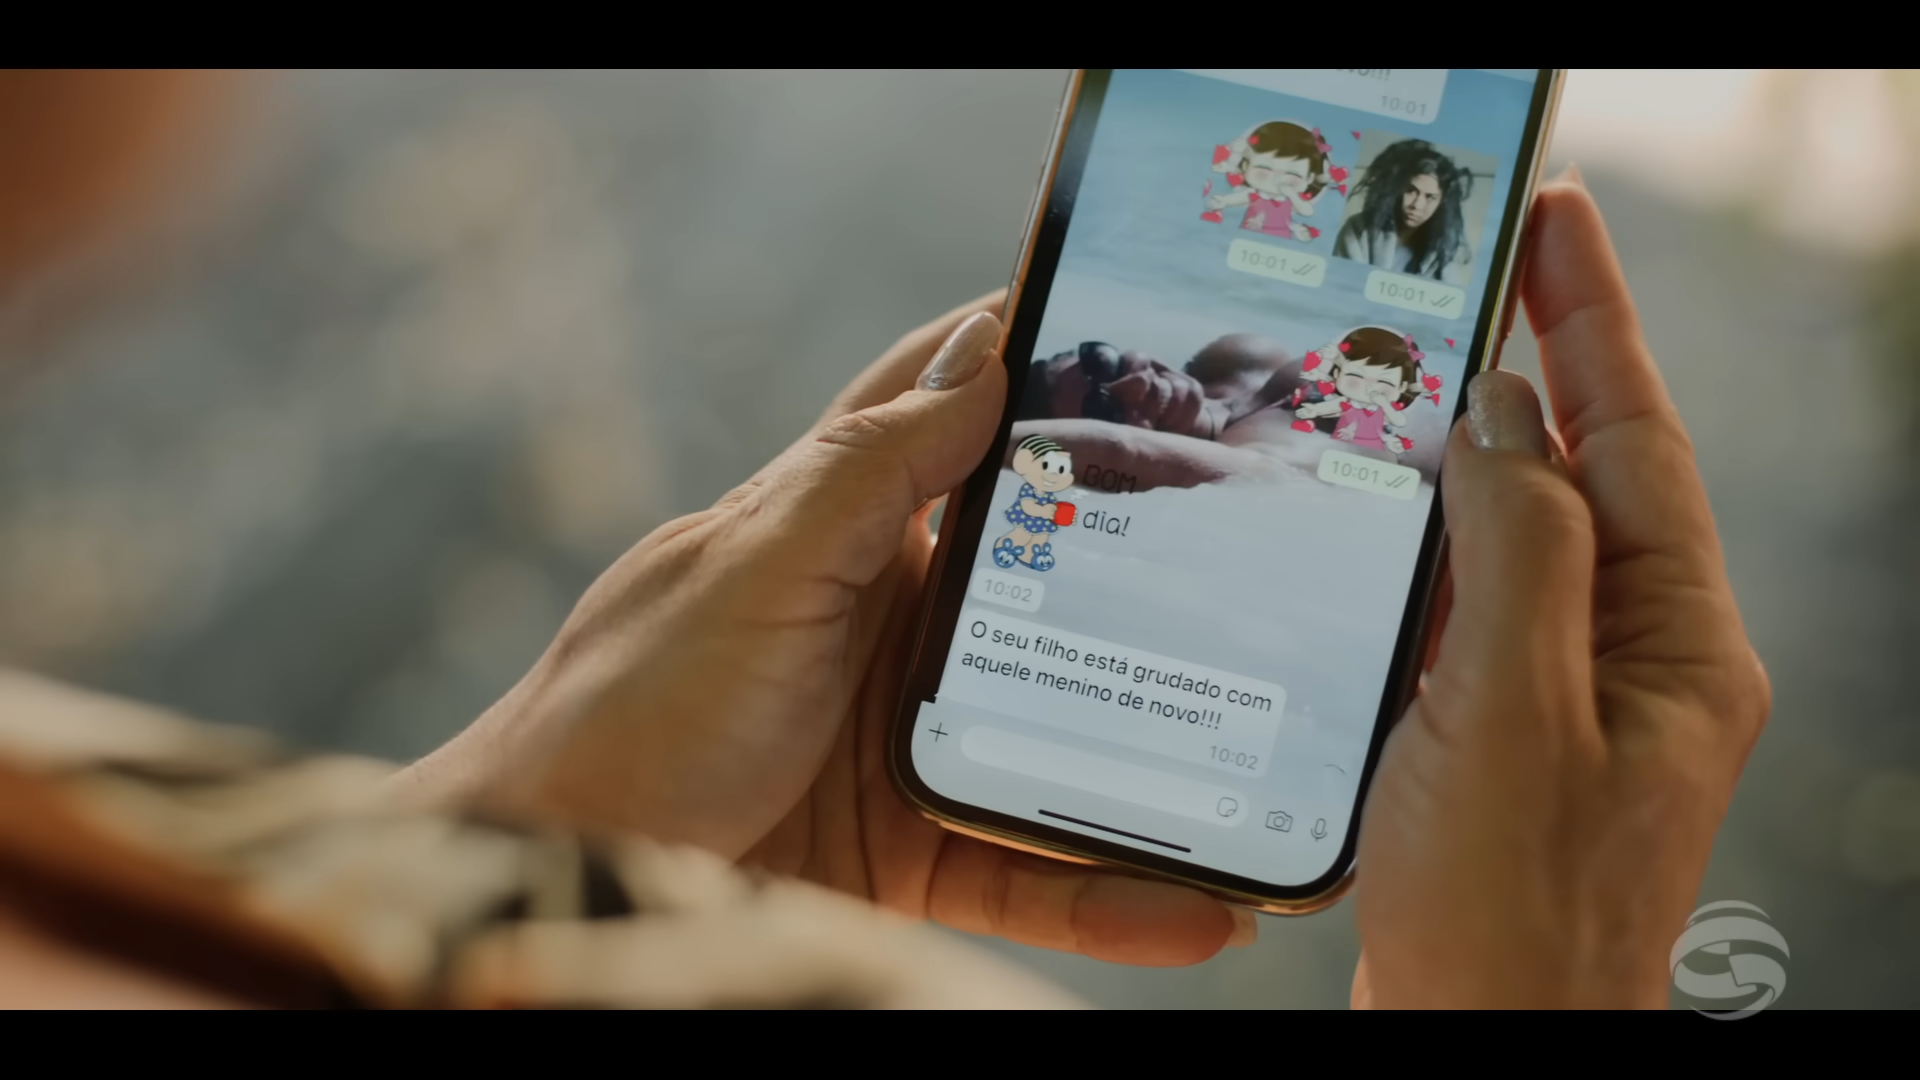 10:01
10:01
10:01
10:01
BOM
dia!
10:02
O seu filho está grudado com
aquele menino de novo!!!
10:02